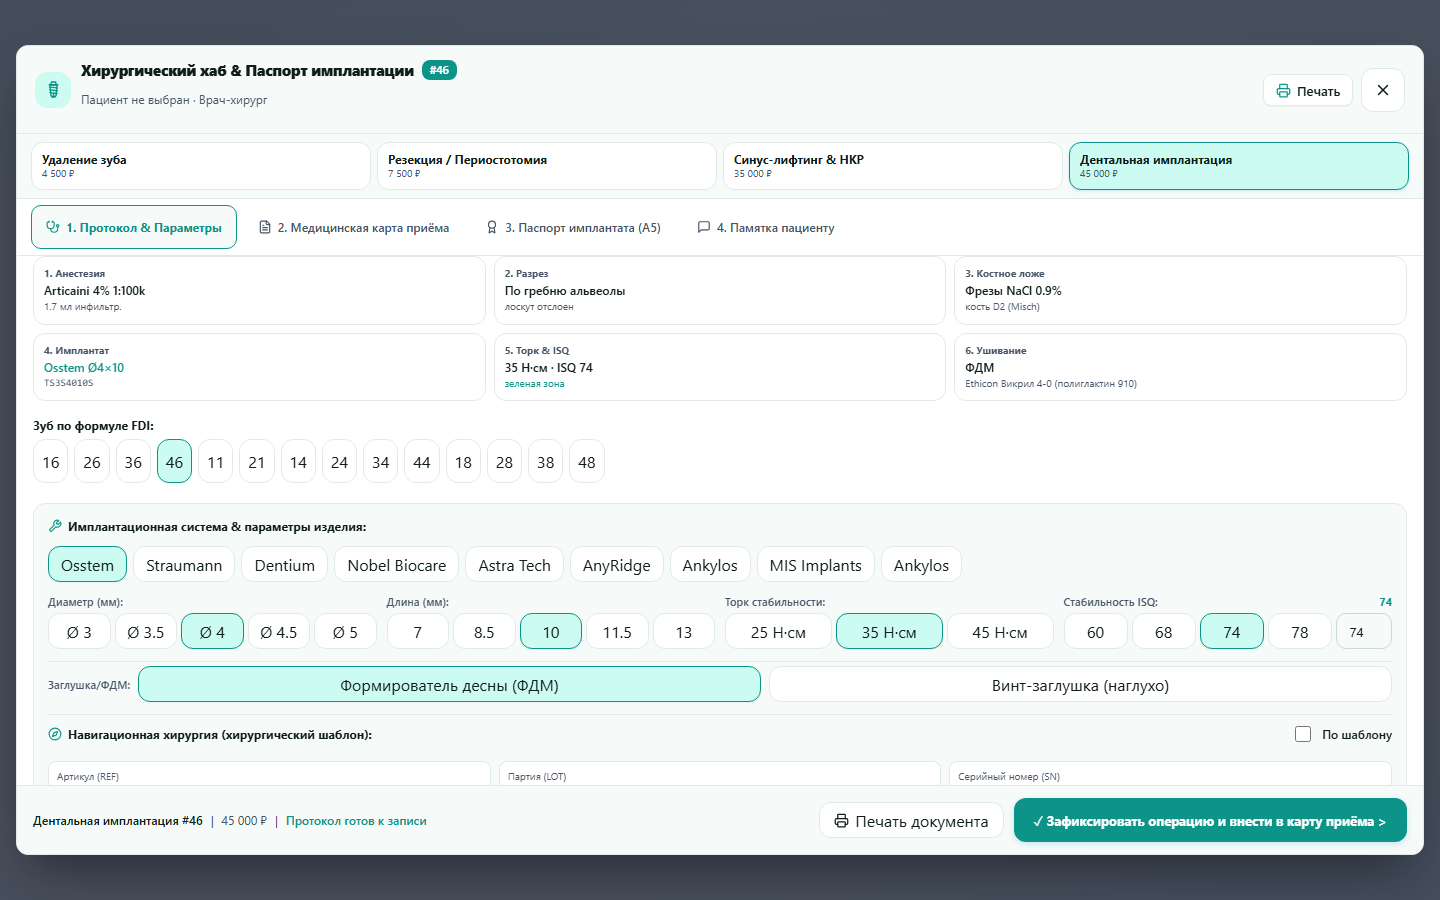 Хирургический хаб & Паспорт имплантации #46
Пациент не выбран · Врач-хирург
Печать
Удаление зуба
4 500 ₽
Резекция / Периостотомия
7 500 ₽
Синус-лифтинг & НКР
35 000 ₽
Дентальная имплантация
45 000 ₽
1. Протокол & Параметры
2. Медицинская карта приёма
3. Паспорт имплантата (A5)
4. Памятка пациенту
1. Анестезия
Articaini 4% 1:100k
1.7 мл инфильтр.
2. Разрез
По гребню альвеолы
лоскут отслоен
3. Костное ложе
Фрезы NaCl 0.9%
кость D2 (Misch)
4. Имплантат
Osstem Ø4×10
TS3S4010S
5. Торк & ISQ
35 Н·см · ISQ 74
зеленая зона
6. Ушивание
ФДМ
Ethicon Викрил 4-0 (полиглактин 910)
Зуб по формуле FDI:
16 26 36 46 11 21 14 24 34 44 18 28 38 48
Имплантационная система & параметры изделия:
Osstem Straumann Dentium Nobel Biocare Astra Tech AnyRidge Ankylos MIS Implants Ankylos
Диаметр (мм):
Ø 3 Ø 3.5 Ø 4 Ø 4.5 Ø 5
Длина (мм):
7 8.5 10 11.5 13
Торк стабильности:
25 Н·см 35 Н·см 45 Н·см
Стабильность ISQ: 74
60 68 74 78 74
Заглушка/ФДМ: Формирователь десны (ФДМ) Винт-заглушка (наглухо)
Навигационная хирургия (хирургический шаблон): По шаблону
Артикул (REF)
Партия (LOT)
Серийный номер (SN)
Дентальная имплантация #46 | 45 000 ₽ | Протокол готов к записи
Печать документа
✓ Зафиксировать операцию и внести в карту приёма >